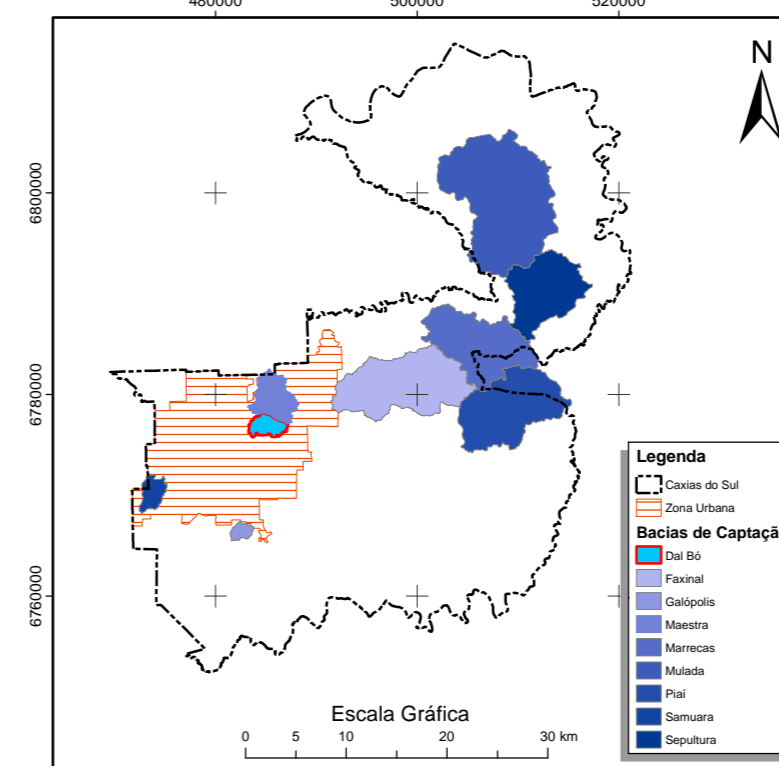 480000 500000 520000
N
6800000
6780000
6760000
Legenda
Caxias do Sul
Zona Urbana
Bacias de Captaçã
Dal Bó
Faxinal
Galópolis
Maestra
Marrecas
Mulada
Piaí
Samuara
Sepultura
Escala Gráfica
0 5 10 20 30 km